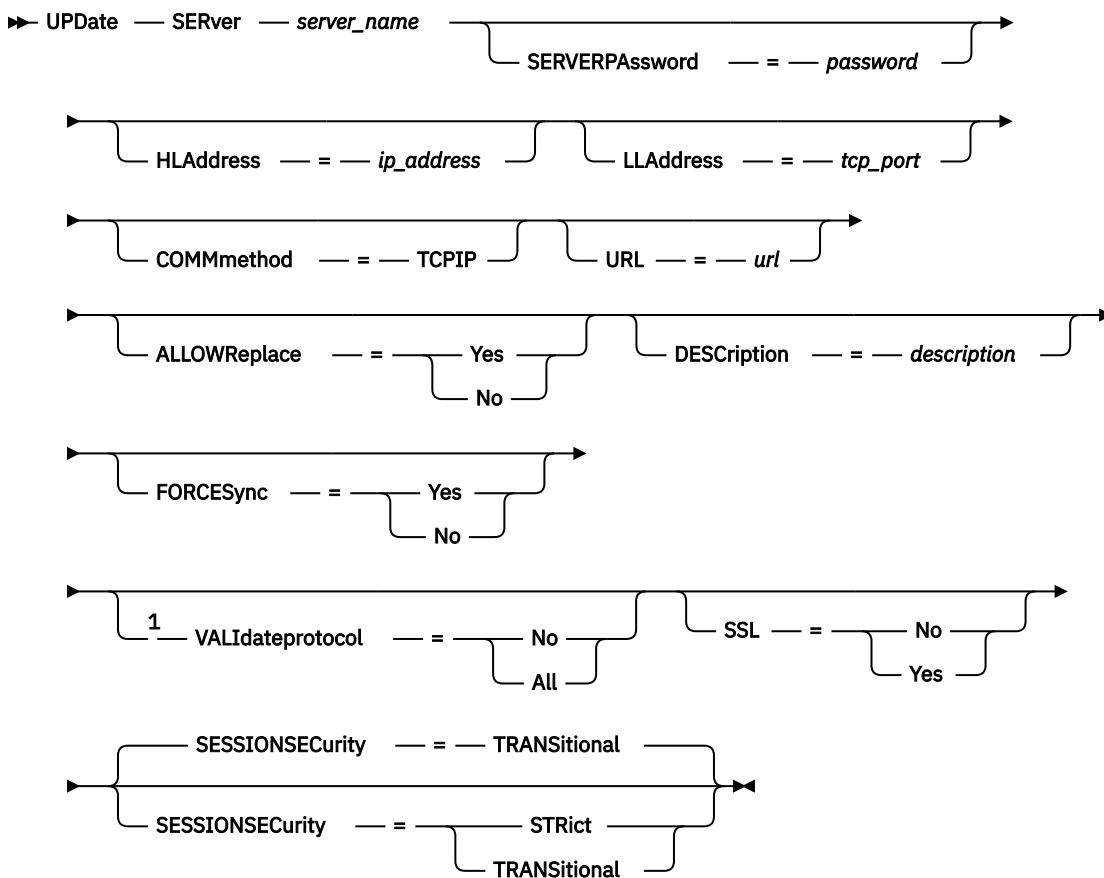 UPDate SERver server_name
SERVERPAssword = password
HLAddress = ip_address LLAddress = tcp_port
COMMmethod = TCPIP URL = url
ALLOWReplace = Yes DESCription = description
No
FORCESync = Yes
No
1 VALIdateprotocol = No SSL = No
All Yes
SESSIONSECurity = TRANSitional
SESSIONSECurity = STRict
TRANSitional